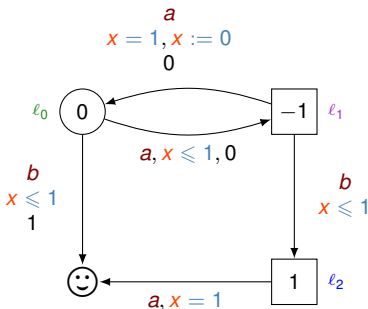 a
x = 1, x := 0
0
ℓ₀ 0 −1 ℓ₁
a, x ⩽ 1, 0
b
x ⩽ 1
1
b
x ⩽ 1
1 ℓ₂
a, x = 1